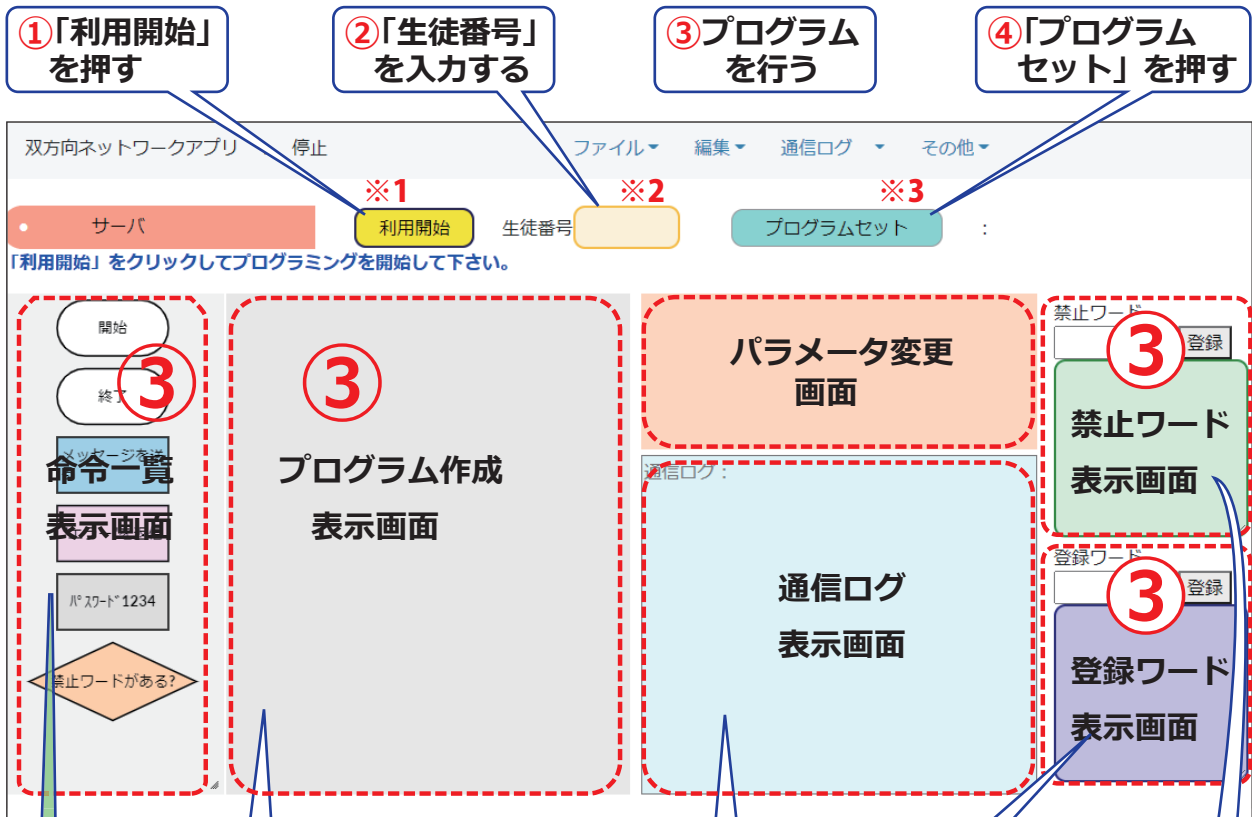 ①「利用開始」
を押す
②「生徒番号」
を入力する
③プログラム
を行う
④「プログラム
セット」を押す
双方向ネットワークアプリ 停止 ファイル 編集 通信ログ その他
※1 ※2 ※3
サーバ 利用開始 生徒番号 プログラムセット :
「利用開始」をクリックしてプログラミングを開始して下さい。
開始
終了
③
メッセージを送
命令一覧
表示画面
パスワード1234
禁止ワードがある?
③
プログラム作成
表示画面
パラメータ変更
画面
通信ログ:
通信ログ
表示画面
禁止ワード
登録
③
禁止ワード
表示画面
登録ワード
登録
③
登録ワード
表示画面